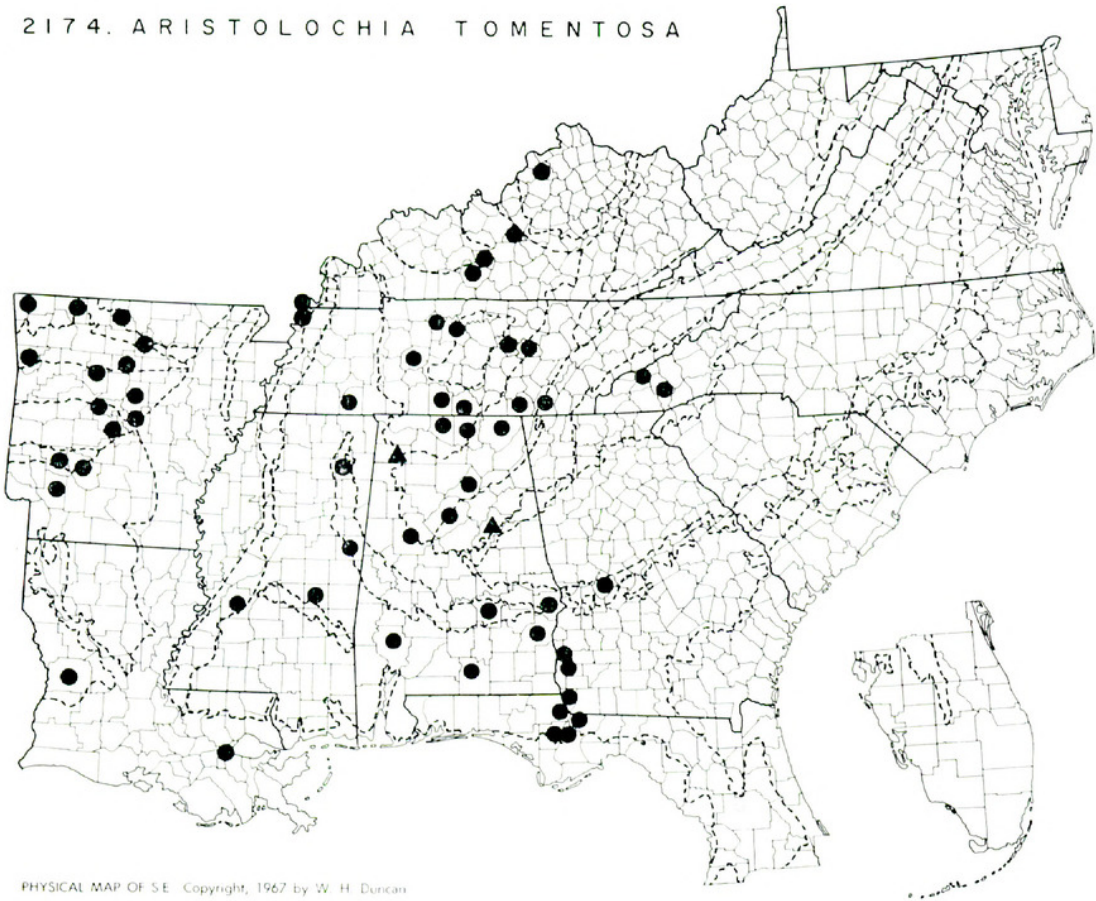 2174. ARISTOLOCHIA TOMENTOSA
PHYSICAL MAP OF S.E. Copyright, 1967 by W. H. Duncan